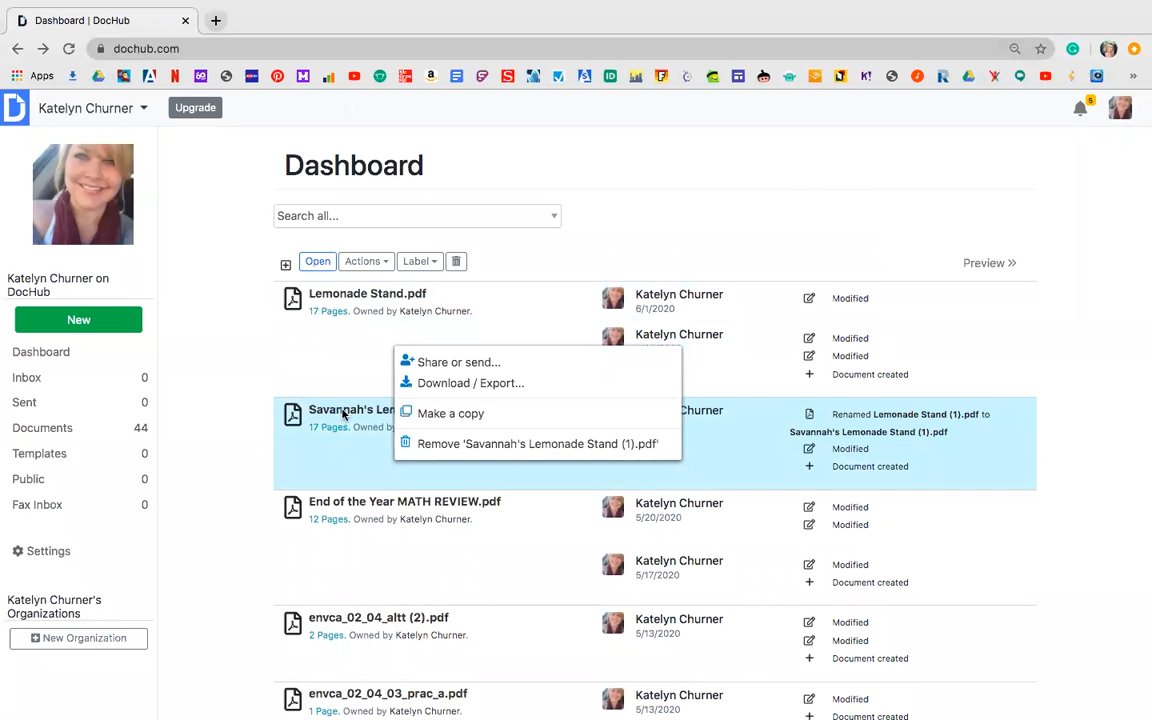 Dashboard | DocHub
dochub.com
Apps
Katelyn Churner
Upgrade
5
Katelyn Churner on
DocHub
New
Dashboard
Inbox 0
Sent 0
Documents 44
Templates 0
Public 0
Fax Inbox 0
Settings
Katelyn Churner's
Organizations
New Organization
Dashboard
Search all...
Open Actions Label Preview »
Lemonade Stand.pdf
17 Pages. Owned by Katelyn Churner.
Katelyn Churner
6/1/2020
Modified
Katelyn Churner
Modified
Modified
Document created
Share or send...
Download / Export...
Make a copy
Remove 'Savannah's Lemonade Stand (1).pdf'
Savannah's Len
17 Pages. Owned by
Churner
Renamed Lemonade Stand (1).pdf to
Savannah's Lemonade Stand (1).pdf
Modified
Document created
End of the Year MATH REVIEW.pdf
12 Pages. Owned by Katelyn Churner.
Katelyn Churner
5/20/2020
Modified
Modified
Katelyn Churner
5/17/2020
Modified
Document created
envca_02_04_altt (2).pdf
2 Pages. Owned by Katelyn Churner.
Katelyn Churner
5/13/2020
Modified
Modified
Document created
envca_02_04_03_prac_a.pdf
1 Page. Owned by Katelyn Churner.
Katelyn Churner
5/13/2020
Modified
Document created